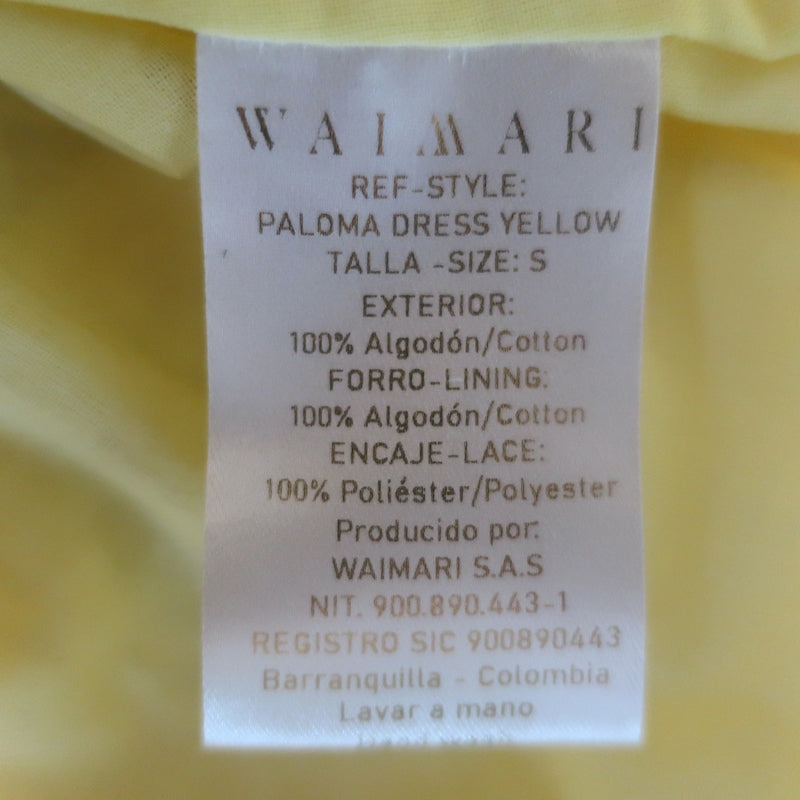 WAIMARI
REF-STYLE:
PALOMA DRESS YELLOW
TALLA -SIZE: S
EXTERIOR:
100% Algodón/Cotton
FORRO-LINING:
100% Algodón/Cotton
ENCAJE-LACE:
100% Poliéster/Polyester
Producido por:
WAIMARI S.A.S
NIT. 900.890.443-1
REGISTRO SIC 900890443
Barranquilla - Colombia
Lavar a mano